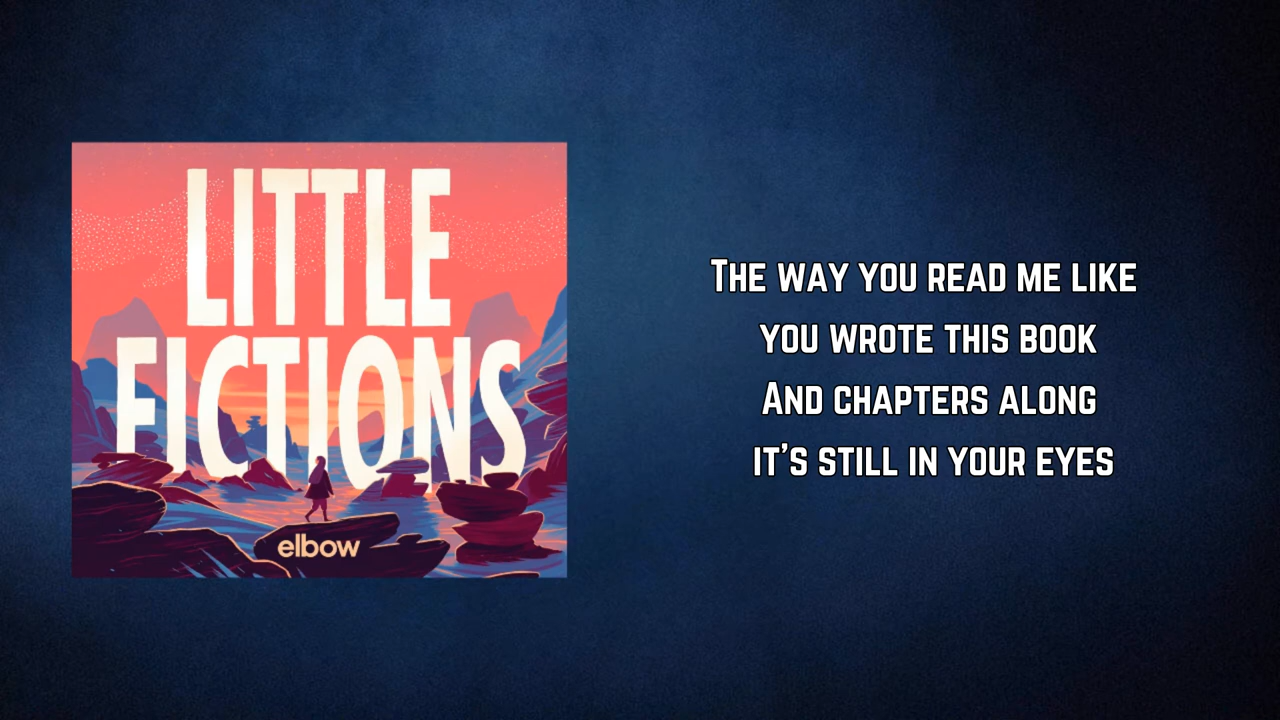 LITTLE
FICTIONS
elbow
The way you read me like
you wrote this book
And chapters along
it's still in your eyes